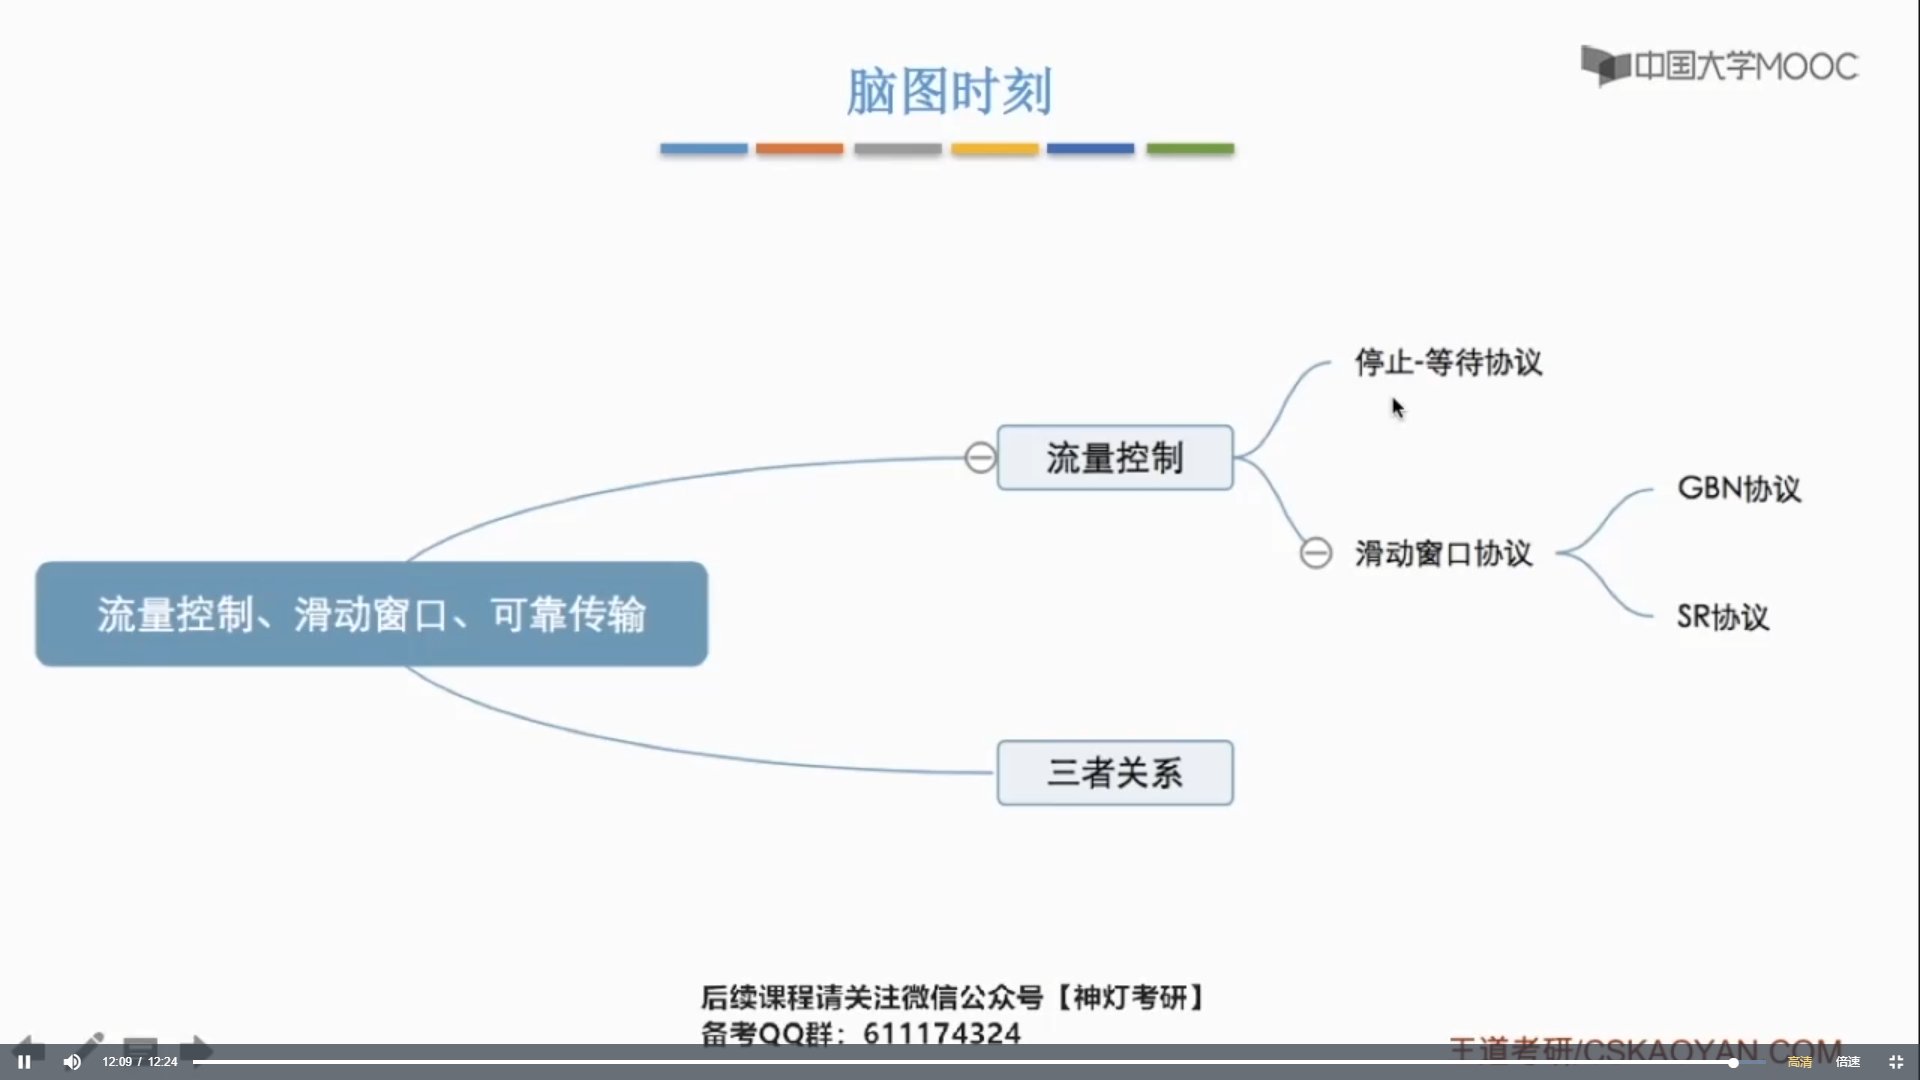 中国大学MOOC
脑图时刻
停止-等待协议
流量控制
GBN协议
滑动窗口协议
SR协议
流量控制、滑动窗口、可靠传输
三者关系
后续课程请关注微信公众号【神灯考研】
备考QQ群：611174324
王道考研/CSKAOYAN.COM
12:09 / 12:24
高清
倍速